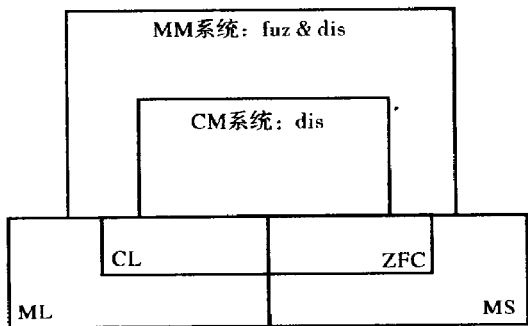 MM系统：fuz & dis
CM系统：dis
CL
ZFC
ML
MS